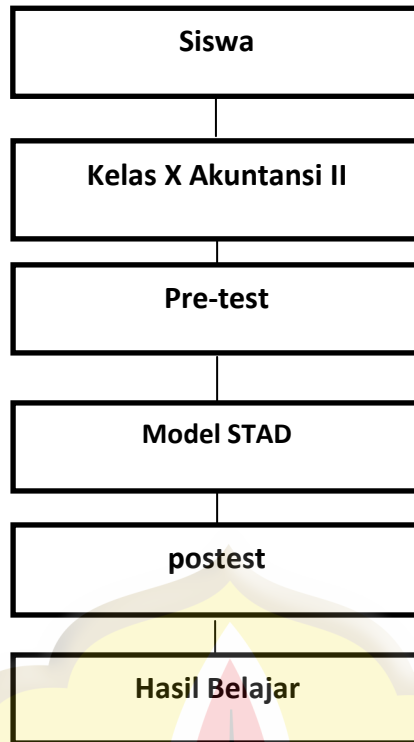 Siswa
Kelas X Akuntansi II
Pre-test
Model STAD
postest
Hasil Belajar